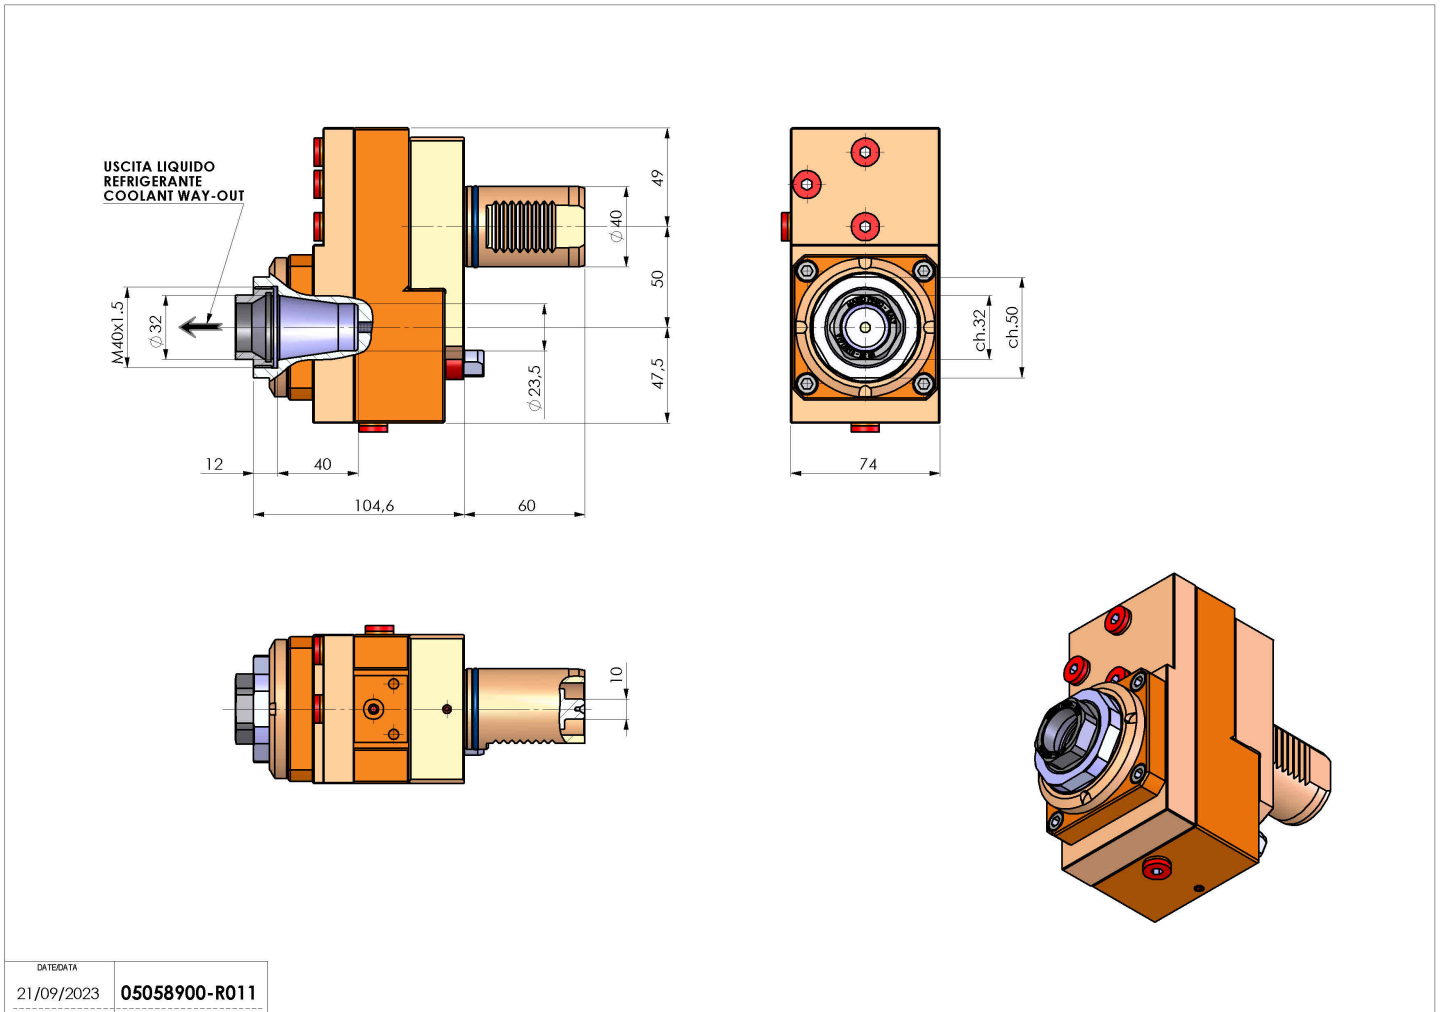 USCITA LIQUIDO
REFRIGERANTE
COOLANT WAY-OUT
49
Ø 40
50
M40x1.5
Ø 32
Ø 23,5
47,5
12
40
104,6
60
ch.32
ch.50
74
10
DATE/DATA
21/09/2023
05058900-R011